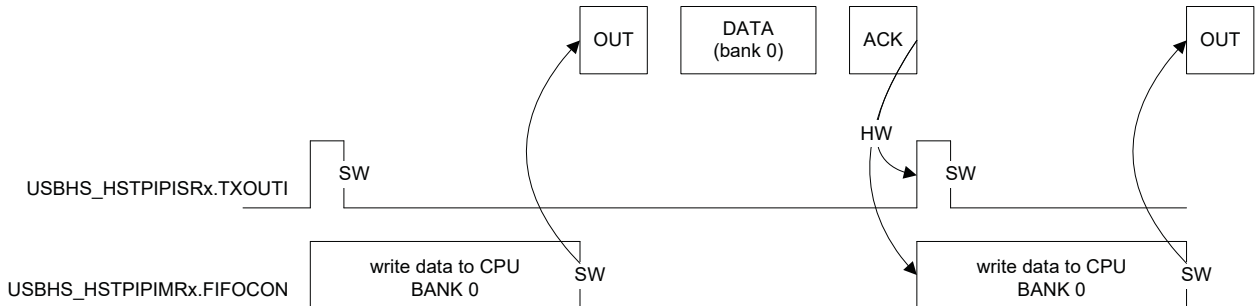 OUT
DATA
(bank 0)
ACK
OUT
HW
SW
SW
USBHS_HSTPIPISRx.TXOUTI
write data to CPU
BANK 0
SW
write data to CPU
BANK 0
SW
USBHS_HSTPIPIMRx.FIFOCON